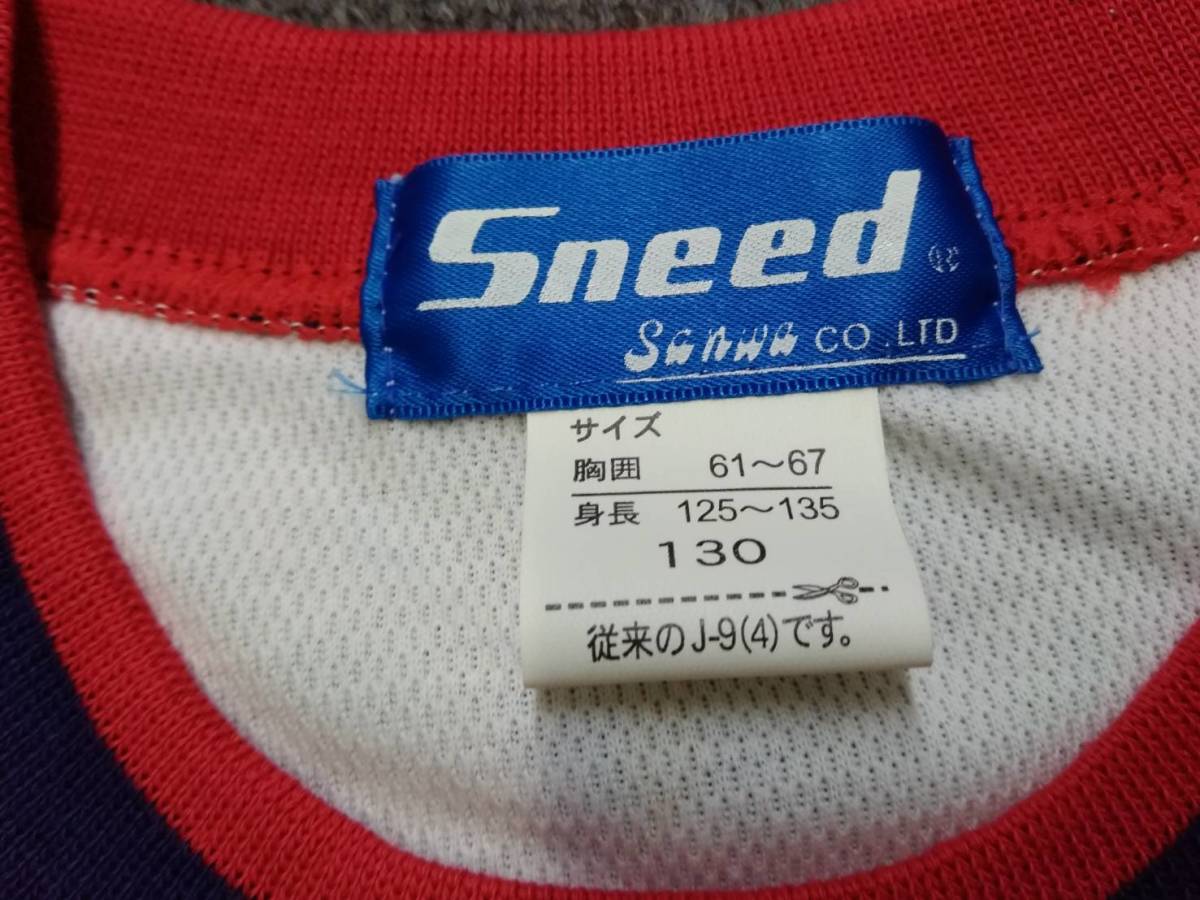 Sneed
Sanwa CO.,LTD
サイズ
胸囲 61～67
身長 125～135
130
従来のJ-9(4)です。